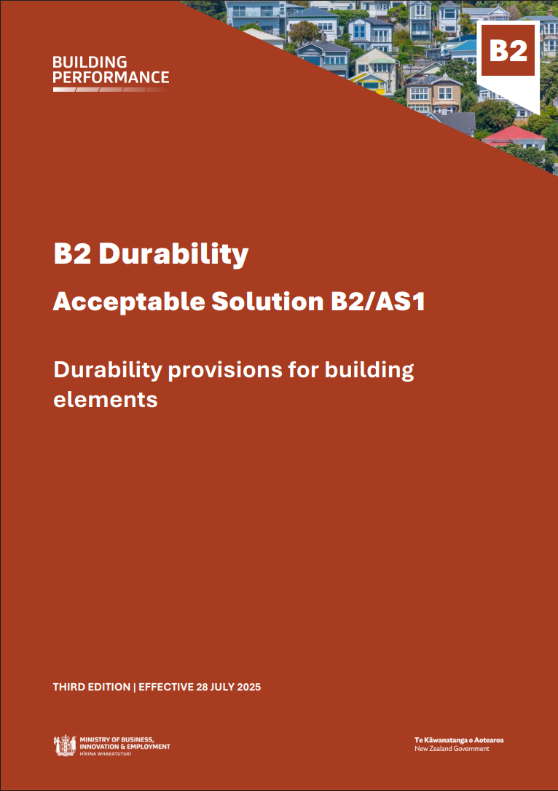 BUILDING
PERFORMANCE
B2
B2 Durability
Acceptable Solution B2/AS1
Durability provisions for building
elements
THIRD EDITION | EFFECTIVE 28 JULY 2025
MINISTRY OF BUSINESS,
INNOVATION & EMPLOYMENT
HĪKINA WHAKATUTUKI
Te Kāwanatanga o Aotearoa
New Zealand Government